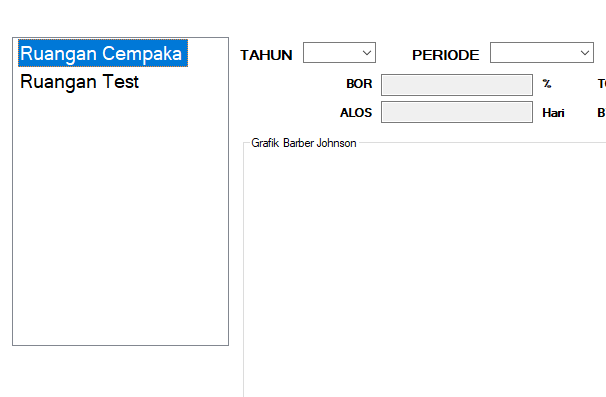 Ruangan Cempaka
Ruangan Test
TAHUN
PERIODE
BOR
%
ALOS
Hari
Grafik Barber Johnson